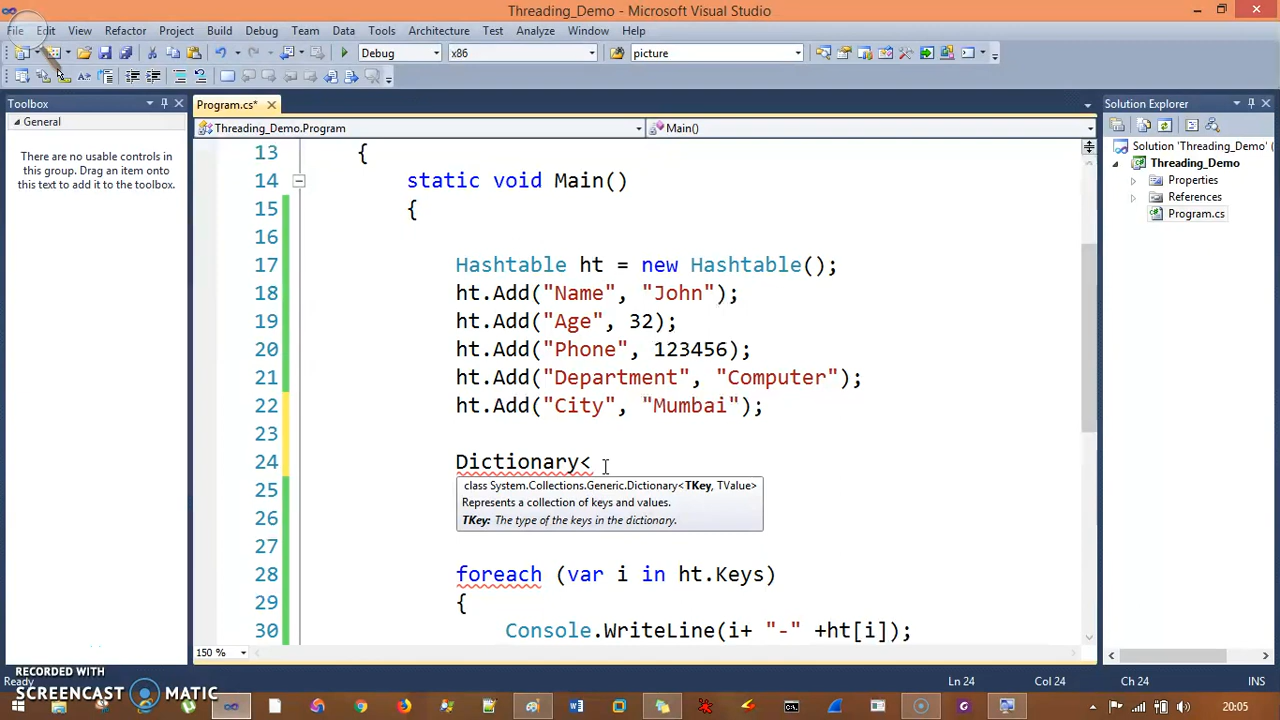 Threading_Demo - Microsoft Visual Studio
File Edit View Refactor Project Build Debug Team Data Tools Architecture Test Analyze Window Help
Debug x86 picture
Toolbox
General
There are no usable controls in
this group. Drag an item onto
this text to add it to the toolbox.
Program.cs*
Threading_Demo.Program Main()
13 {
14 static void Main()
15 {
16
17 Hashtable ht = new Hashtable();
18 ht.Add("Name", "John");
19 ht.Add("Age", 32);
20 ht.Add("Phone", 123456);
21 ht.Add("Department", "Computer");
22 ht.Add("City", "Mumbai");
23
24 Dictionary<
class System.Collections.Generic.Dictionary<TKey, TValue>
25
Represents a collection of keys and values.
26
TKey: The type of the keys in the dictionary.
27
28 foreach (var i in ht.Keys)
29 {
30 Console.WriteLine(i+ "-" +ht[i]);
150 %
Solution Explorer
Solution 'Threading_Demo' (
Threading_Demo
Properties
References
Program.cs
RECORDED WITH
SCREENCAST MATIC
Ready
Ln 24 Col 24 Ch 24 INS
20:05